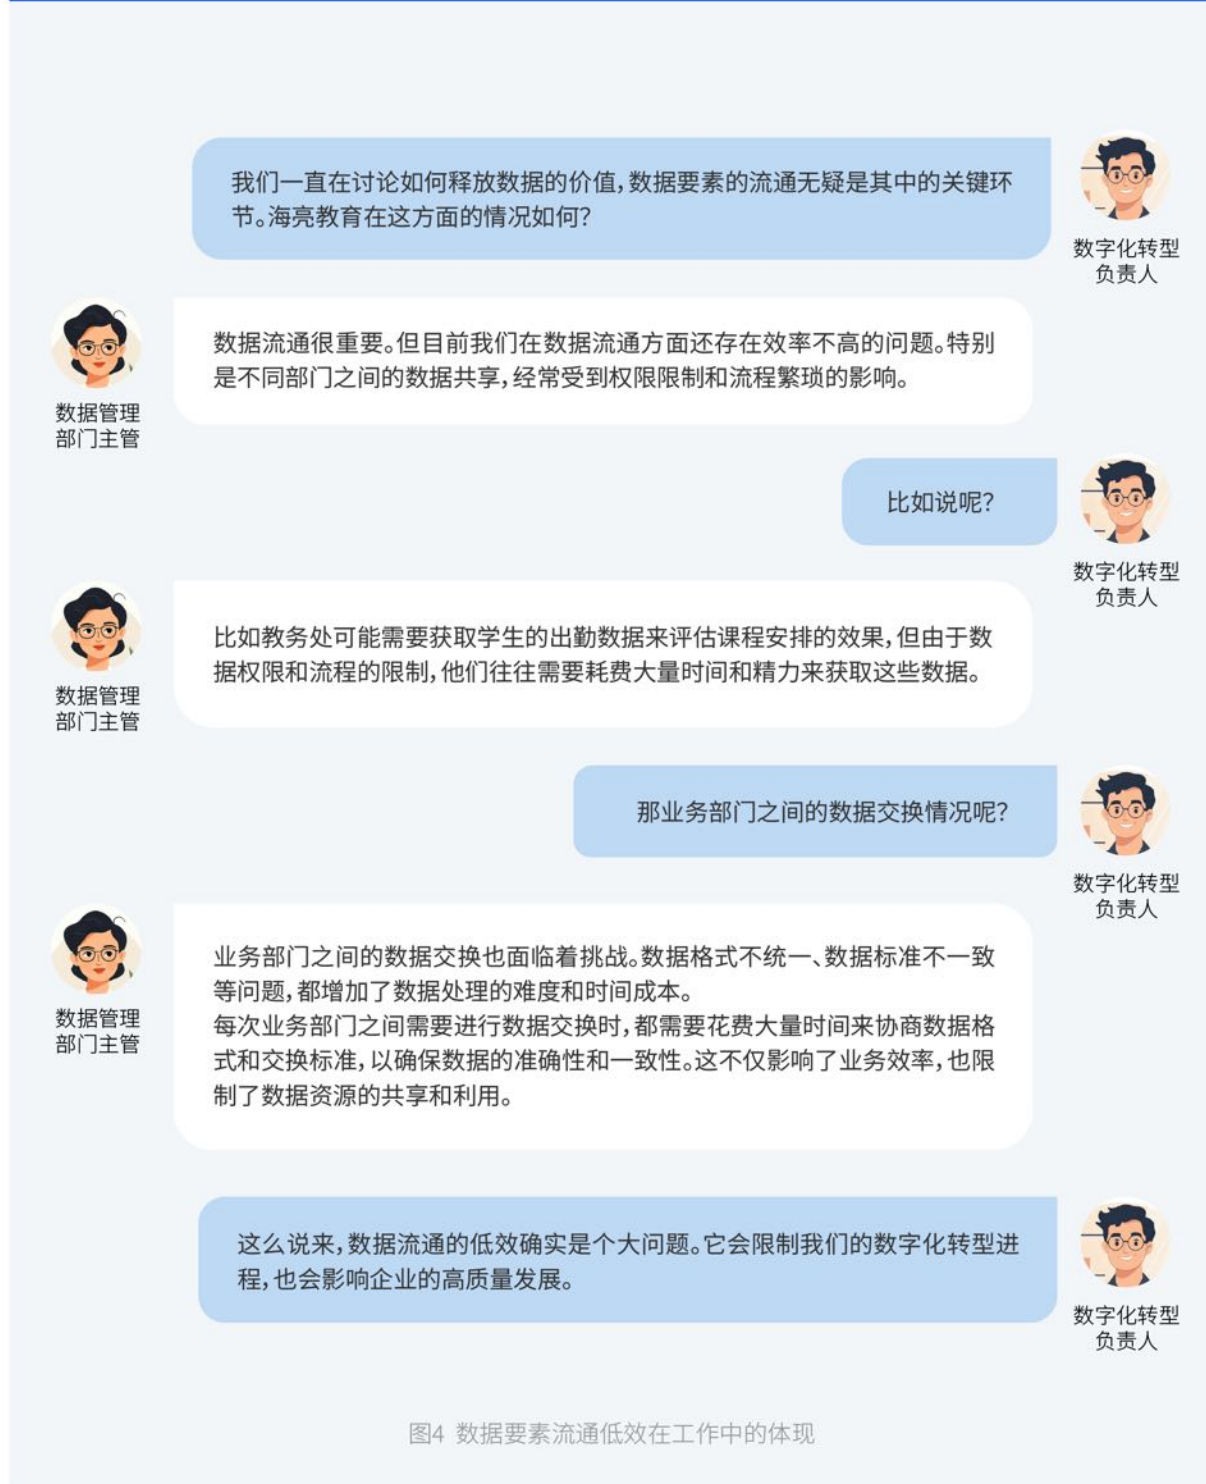 我们一直在讨论如何释放数据的价值，数据要素的流通无疑是其中的关键环
节。海亮教育在这方面的情况如何？
数字化转型
负责人
数据流通很重要。但目前我们在数据流通方面还存在效率不高的问题。特别
是不同部门之间的数据共享，经常受到权限限制和流程繁琐的影响。
数据管理
部门主管
比如说呢？
数字化转型
负责人
比如教务处可能需要获取学生的出勤数据来评估课程安排的效果，但由于数
据权限和流程的限制，他们往往需要耗费大量时间和精力来获取这些数据。
数据管理
部门主管
那业务部门之间的数据交换情况呢？
数字化转型
负责人
业务部门之间的数据交换也面临着挑战。数据格式不统一、数据标准不一致
等问题，都增加了数据处理的难度和时间成本。
每次业务部门之间需要进行数据交换时，都需要花费大量时间来协商数据格
式和交换标准，以确保数据的准确性和一致性。这不仅影响了业务效率，也限
制了数据资源的共享和利用。
数据管理
部门主管
这么说来，数据流通的低效确实是个大问题。它会限制我们的数字化转型进
程，也会影响企业的高质量发展。
数字化转型
负责人
图4 数据要素流通低效在工作中的体现